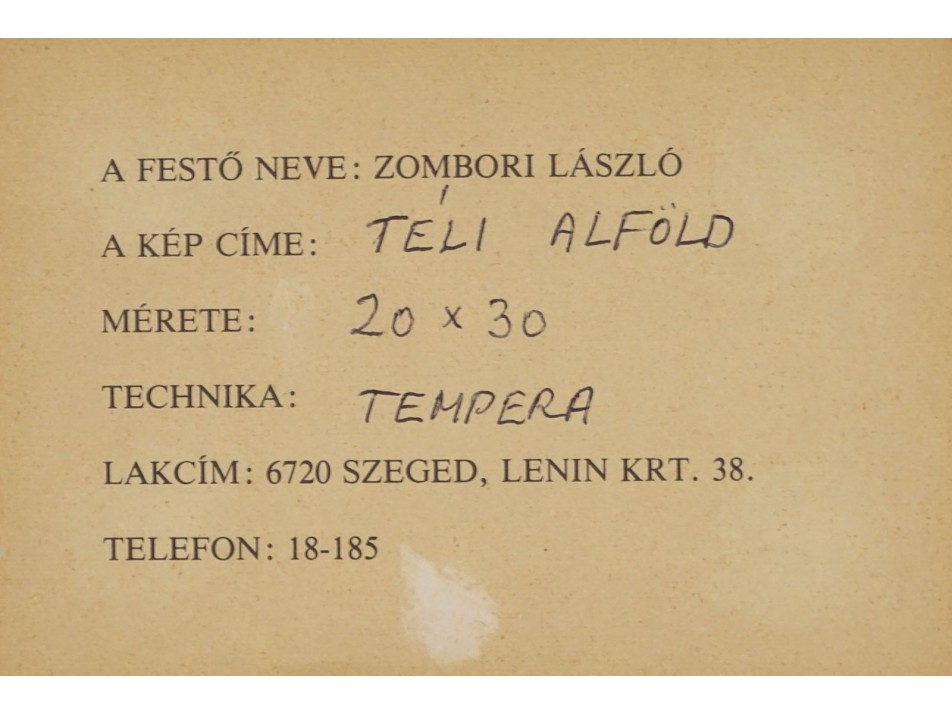 A FESTŐ NEVE: ZOMBORI LÁSZLÓ
A KÉP CÍME: TÉLI ALFÖLD
MÉRETE: 20 x 30
TECHNIKA: TEMPERA
LAKCÍM: 6720 SZEGED, LENIN KRT. 38.
TELEFON: 18-185